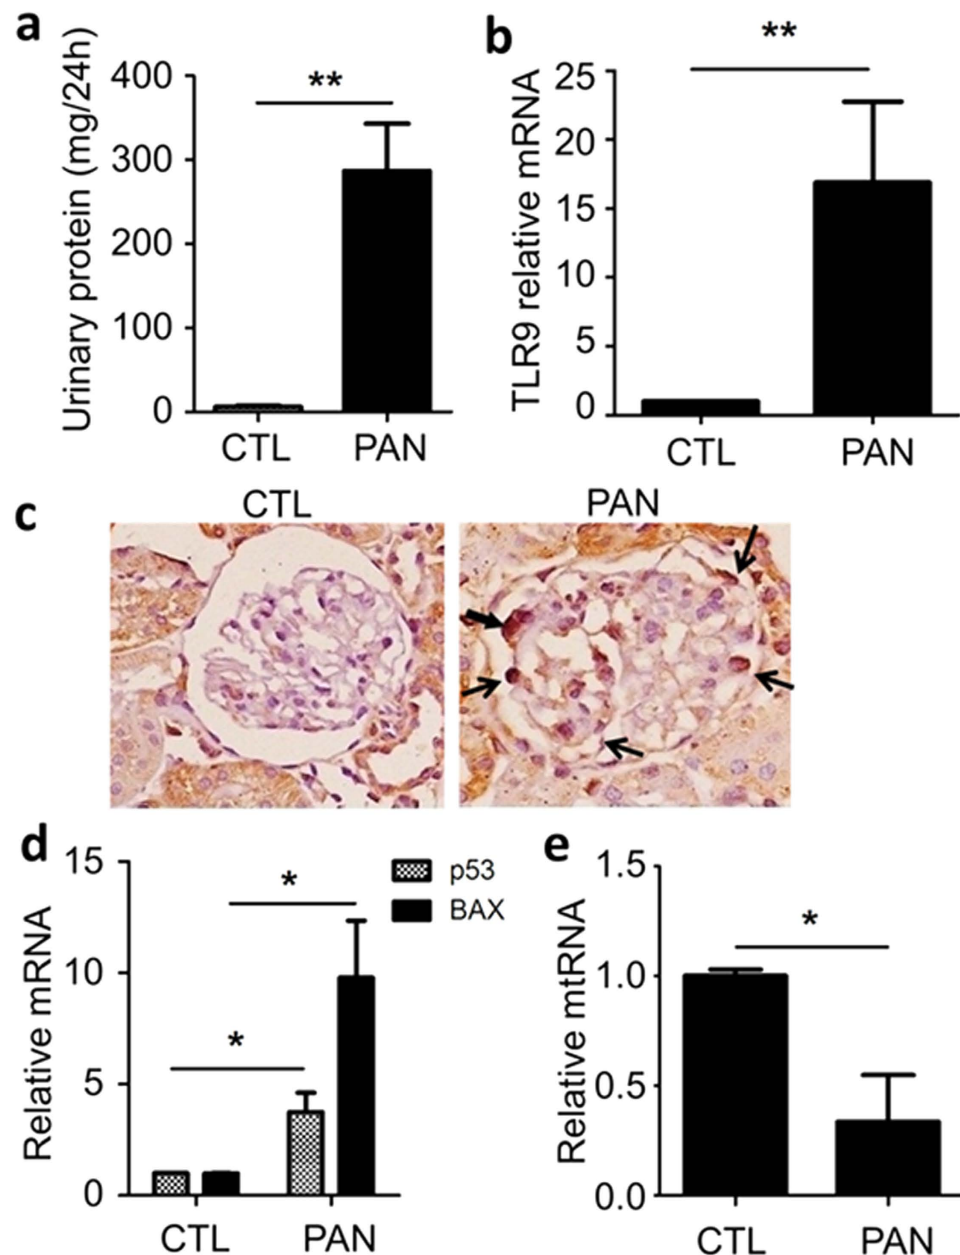 a
Urinary protein (mg/24h)
400
300
200
100
0
**
CTL
PAN
b
TLR9 relative mRNA
25
20
15
10
5
0
**
CTL
PAN
c
CTL
PAN
d
Relative mRNA
15
10
5
0
*
*
p53
BAX
CTL
PAN
e
Relative mtRNA
1.5
1.0
0.5
0.0
*
CTL
PAN